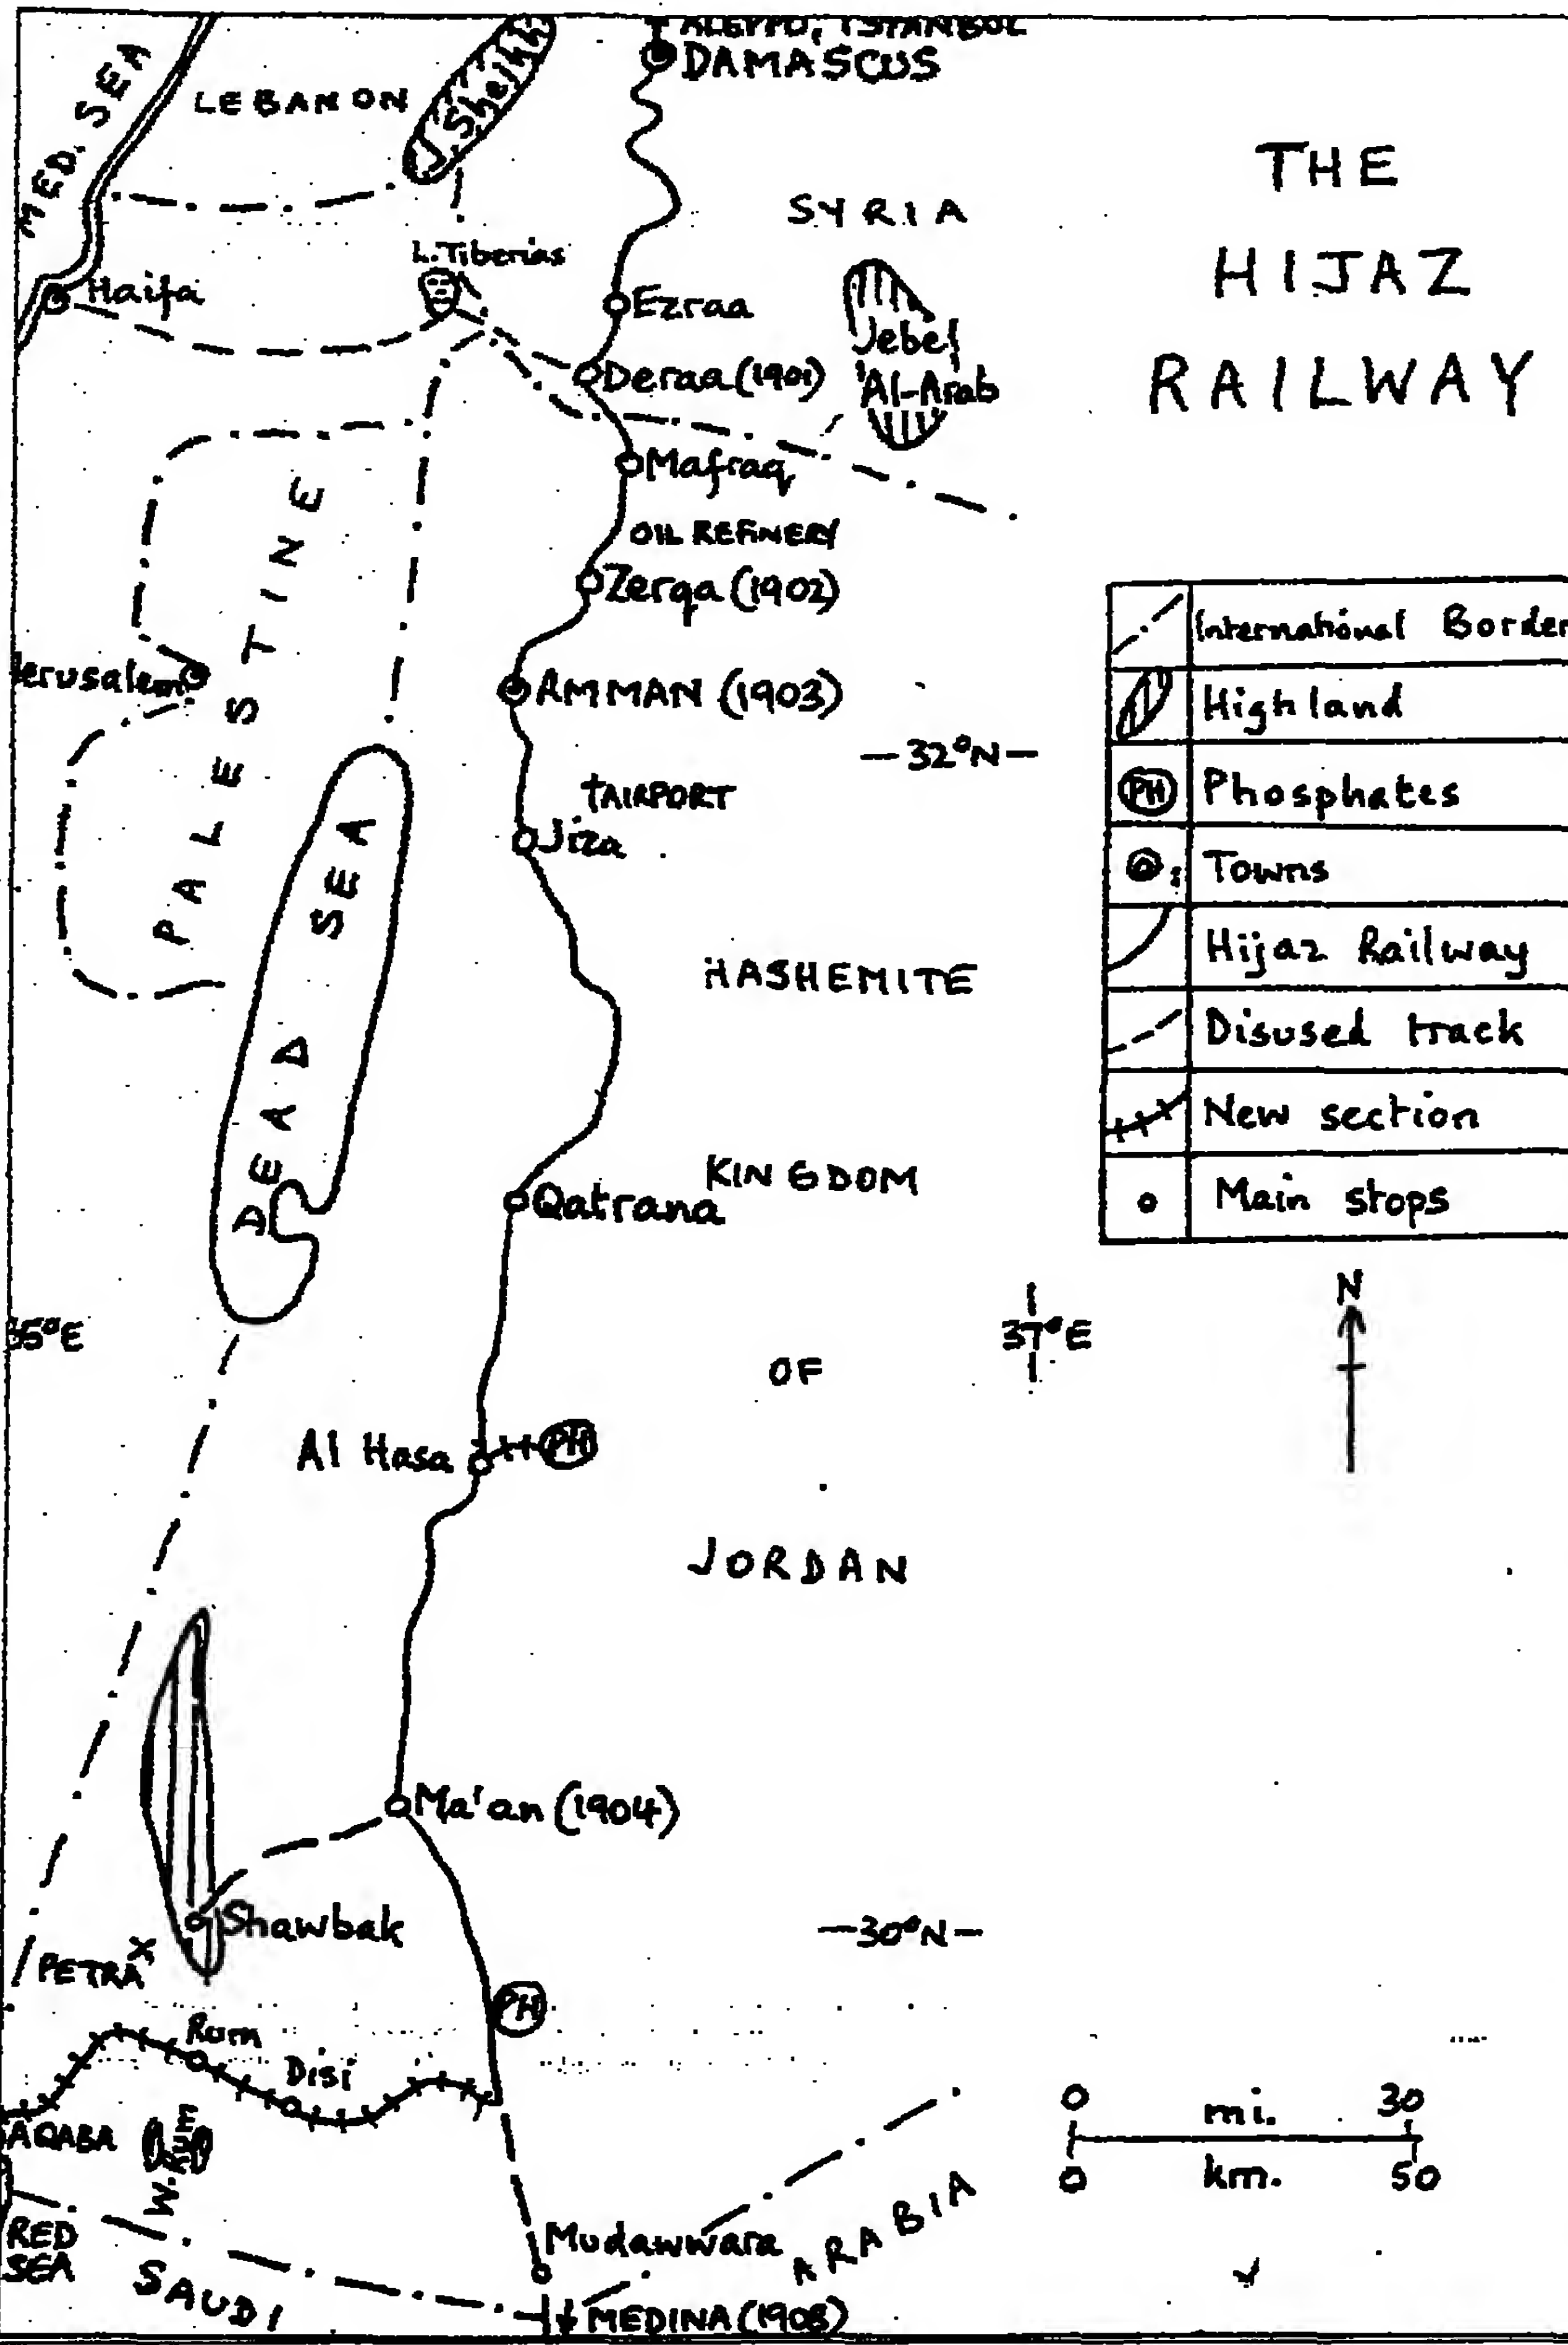 ALEPPO, ISTANBUL
DAMASCUS
MED. SEA
LEBANON
J. Sheikh
THE
HIJAZ
RAILWAY
SYRIA
L. Tiberias
Haifa
Ezraa
Jebel
Al-Arab
Deraa (1901)
Mafraq
OIL REFINERY
Zerqa (1902)
PALESTINE
Jerusalem
AMMAN (1903)
—32°N—
AIRPORT
Jiza
International Border
Highland
PH
Phosphates
Towns
Hijaz Railway
Disused track
New section
Main stops
DEAD SEA
HASHEMITE
KINGDOM
OF
JORDAN
Qatrana
35°E
37°E
N
Al Hasa
PH
Ma'an (1904)
Shawbak
PETRA
x
—30°N—
PH
Rum
Disi
AQABA
W. RUM
RED
SEA
SAUDI ARABIA
Mudawwara
MEDINA (1908)
0 mi. 30
0 km. 50